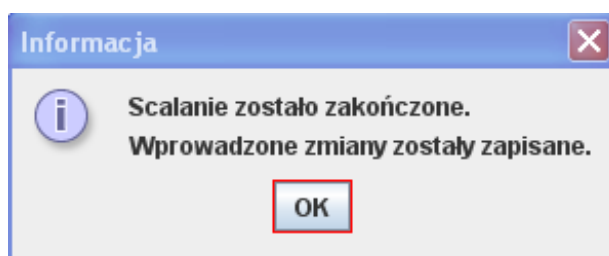 Informacja
Scalanie zostało zakończone.
Wprowadzone zmiany zostały zapisane.
OK